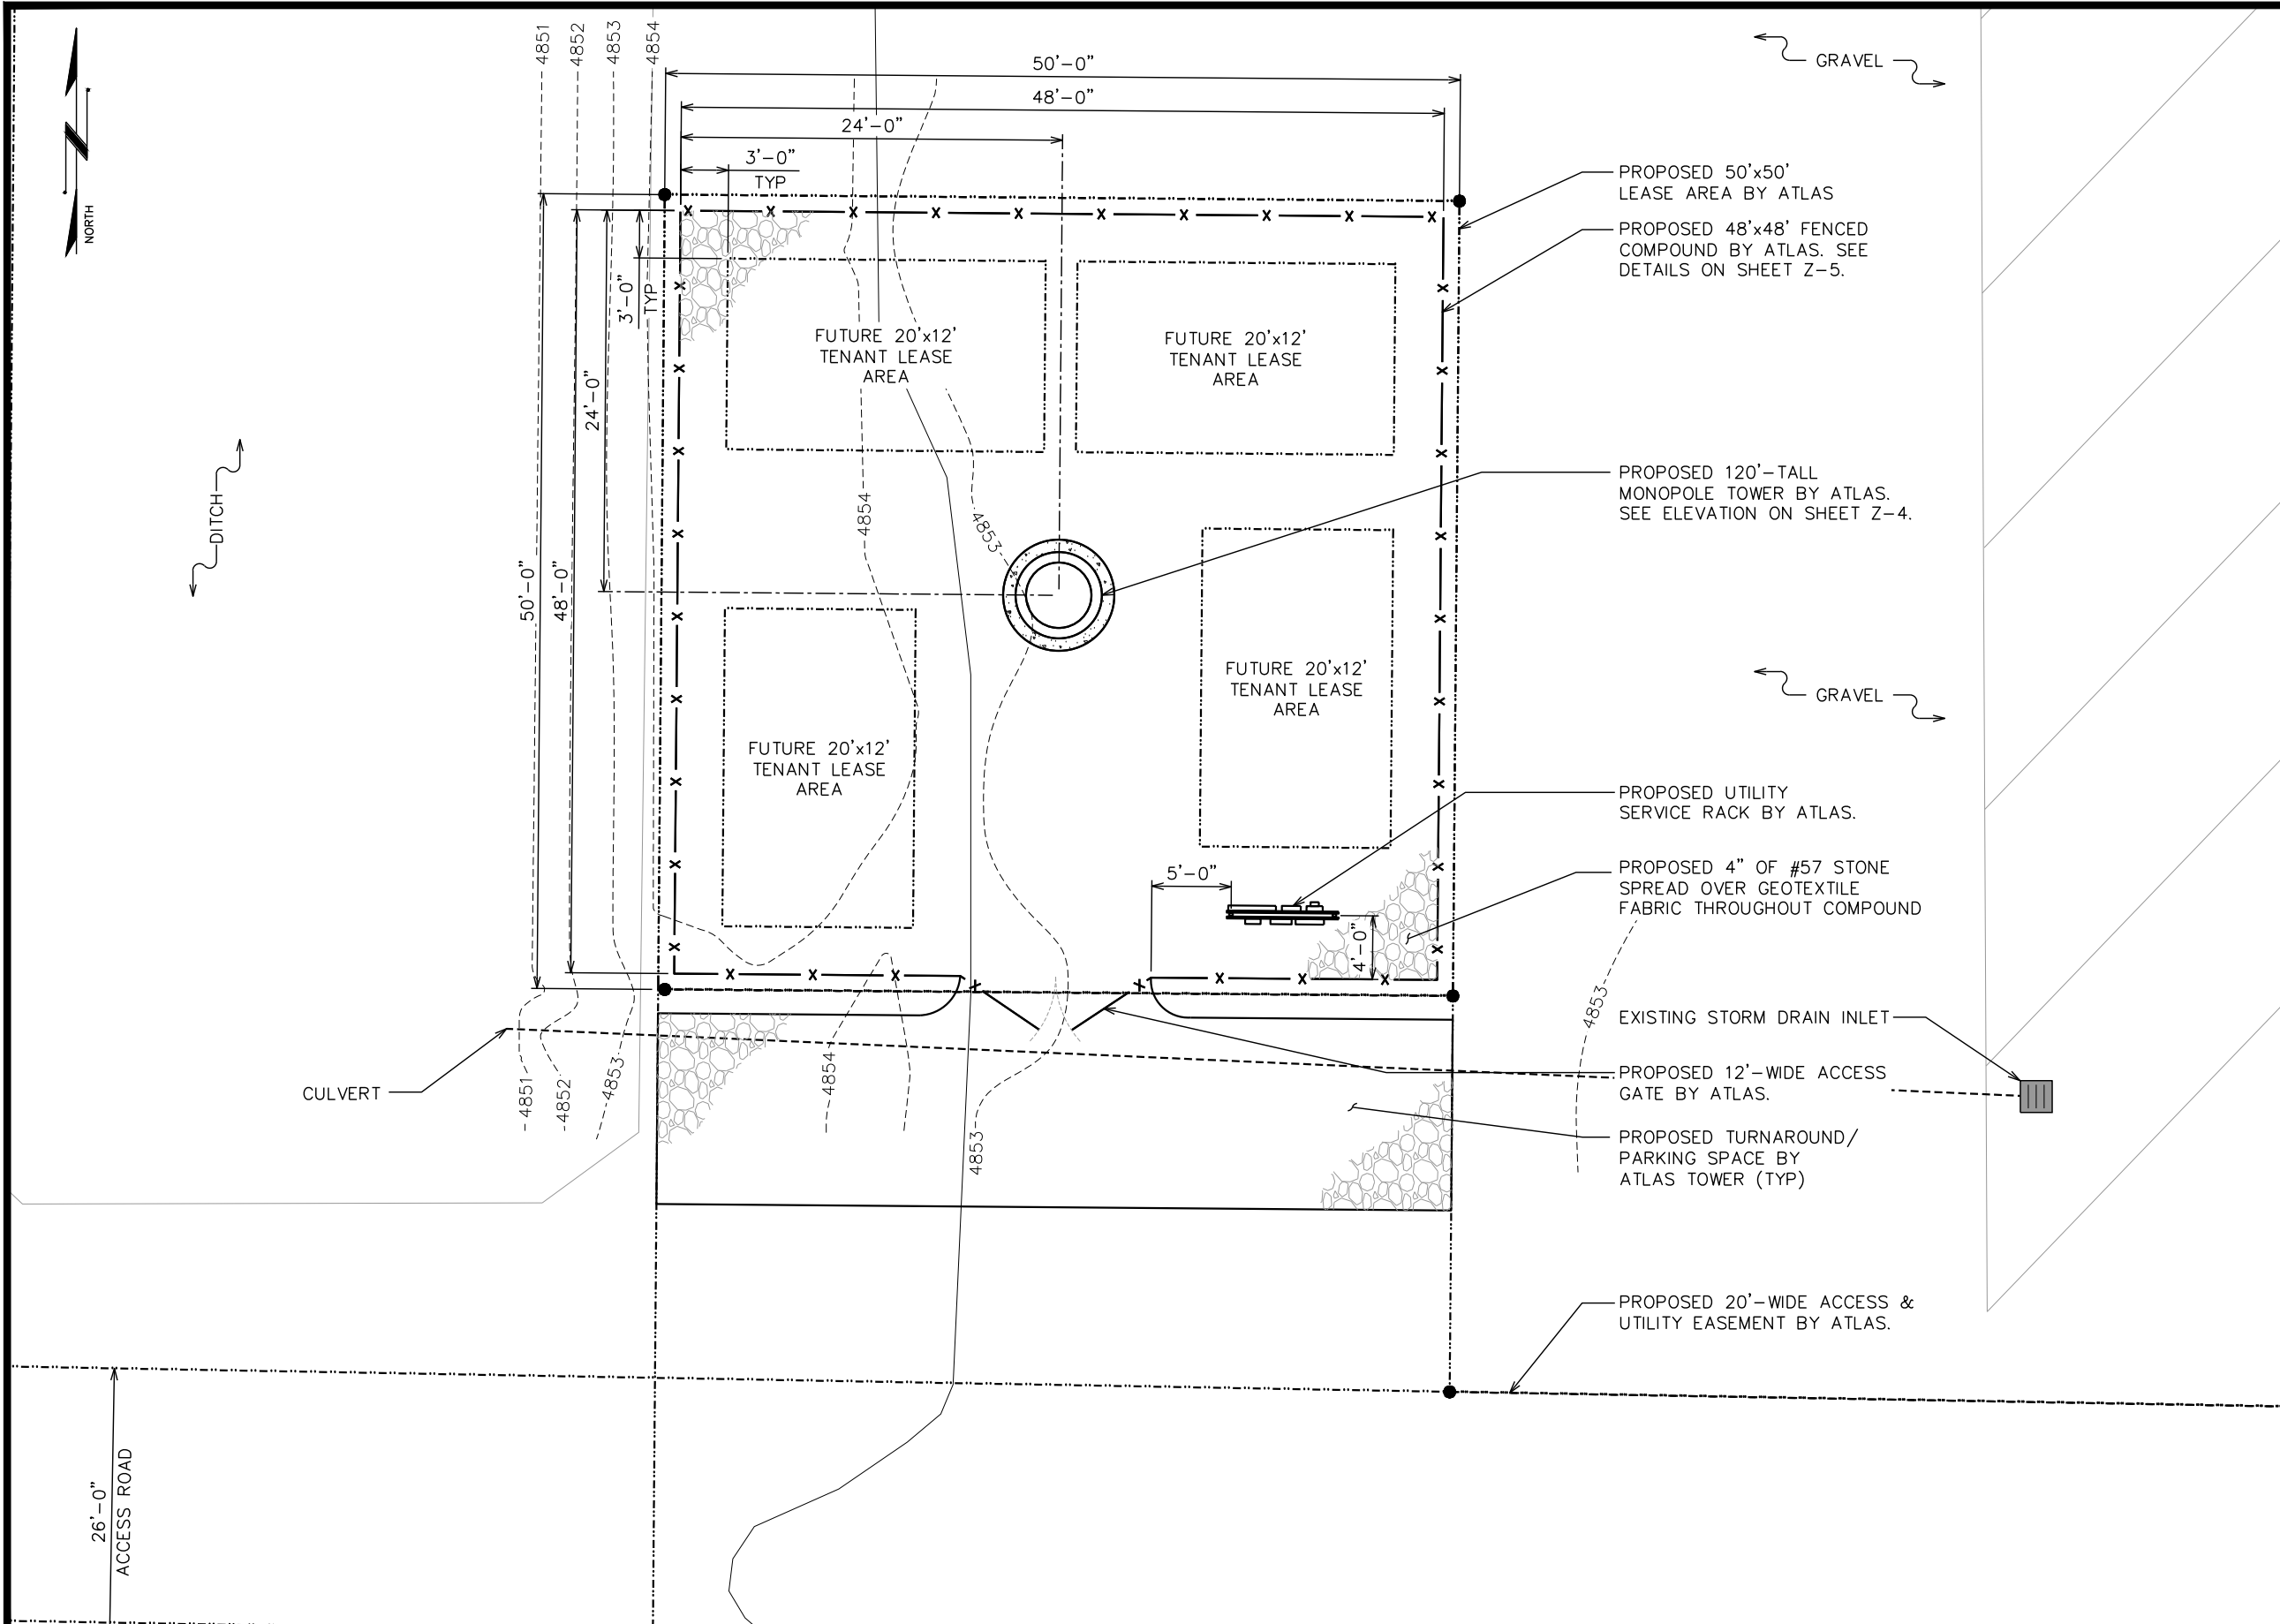 4851
4852
4853
4854
50'-0"
48'-0"
24'-0"
3'-0"
TYP
NORTH
GRAVEL
PROPOSED 50'x50'
LEASE AREA BY ATLAS
PROPOSED 48'x48' FENCED
COMPOUND BY ATLAS. SEE
DETAILS ON SHEET Z-5.
3'-0"
TYP
24'-0"
48'-0"
50'-0"
FUTURE 20'x12'
TENANT LEASE
AREA
FUTURE 20'x12'
TENANT LEASE
AREA
DITCH
4854
4853
PROPOSED 120'-TALL
MONOPOLE TOWER BY ATLAS.
SEE ELEVATION ON SHEET Z-4.
FUTURE 20'x12'
TENANT LEASE
AREA
GRAVEL
FUTURE 20'x12'
TENANT LEASE
AREA
PROPOSED UTILITY
SERVICE RACK BY ATLAS.
5'-0"
4'-0"
PROPOSED 4" OF #57 STONE
SPREAD OVER GEOTEXTILE
FABRIC THROUGHOUT COMPOUND
4853
EXISTING STORM DRAIN INLET
PROPOSED 12'-WIDE ACCESS
GATE BY ATLAS.
CULVERT
4851
4852
4853
4854
4853
PROPOSED TURNAROUND/
PARKING SPACE BY
ATLAS TOWER (TYP)
PROPOSED 20'-WIDE ACCESS &
UTILITY EASEMENT BY ATLAS.
26'-0"
ACCESS ROAD